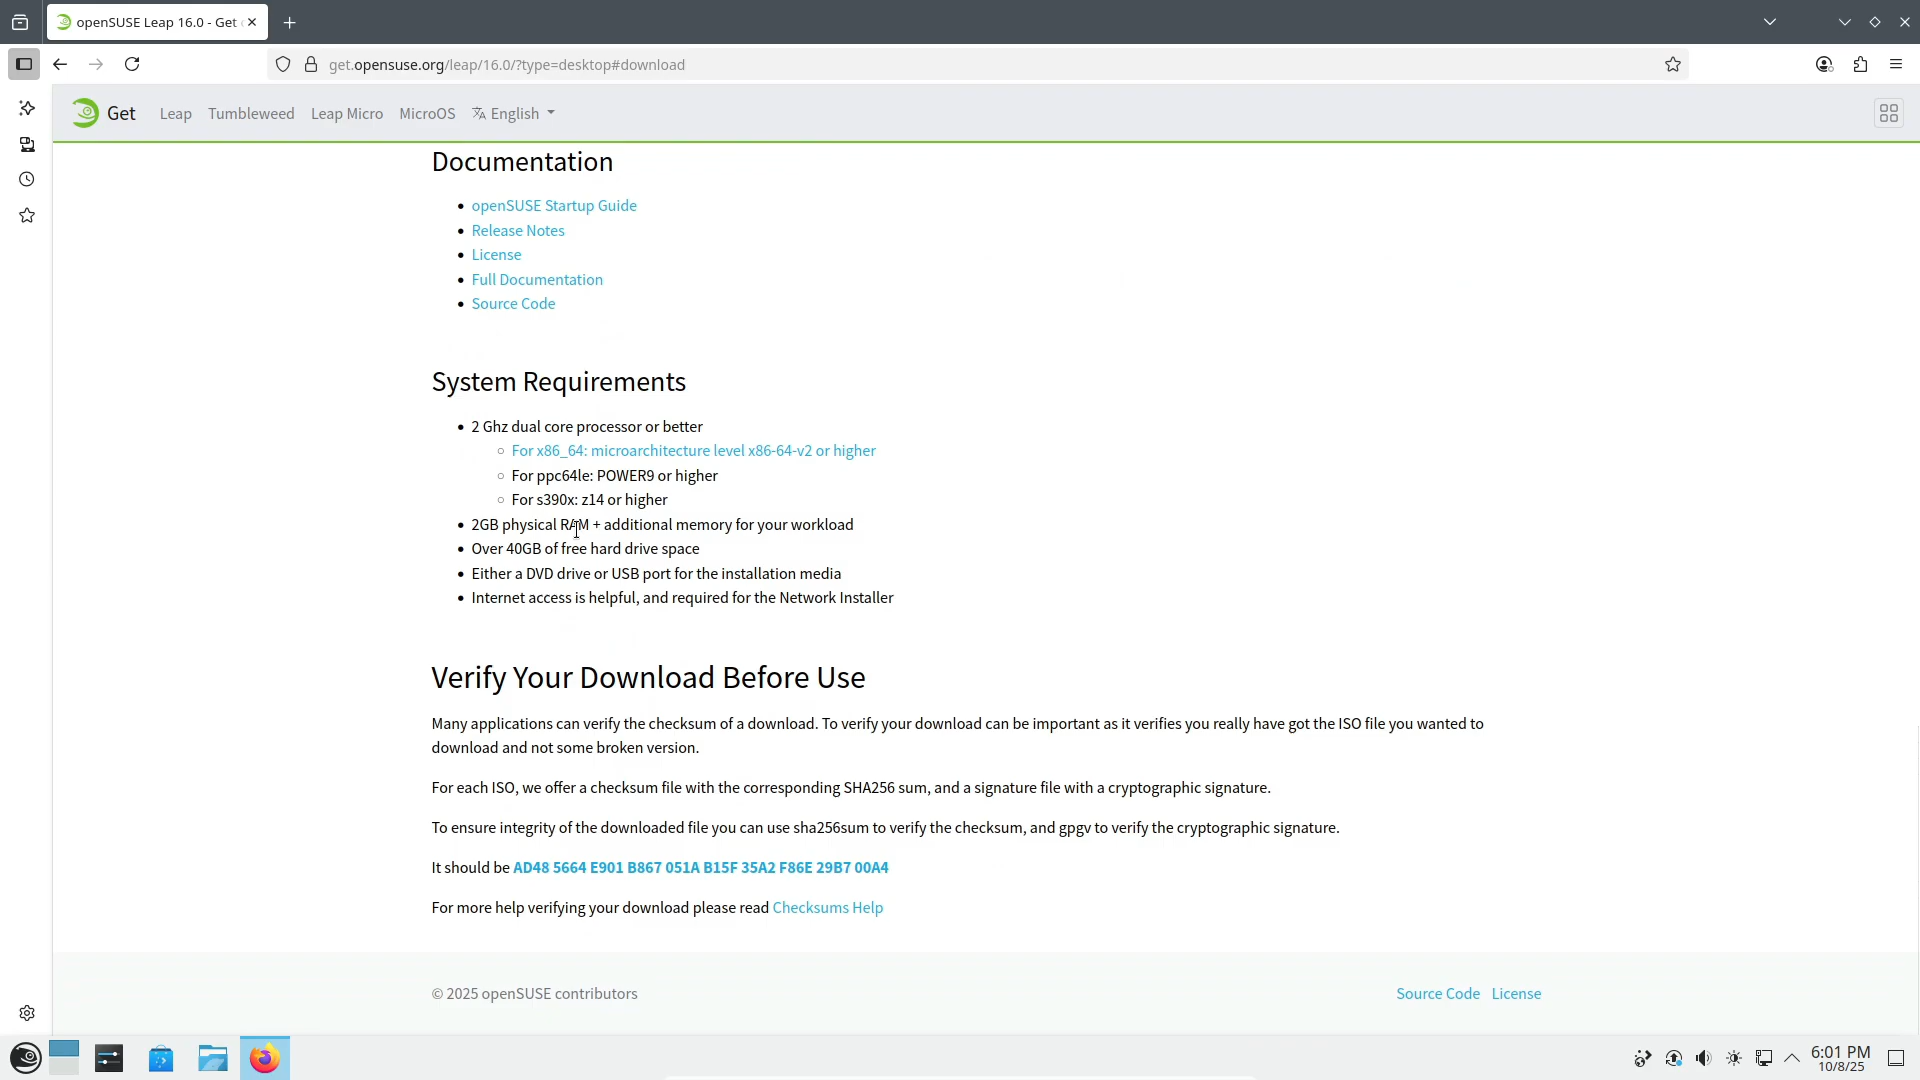 openSUSE Leap 16.0 - Get
get.opensuse.org/leap/16.0/?type=desktop#download
Get Leap Tumbleweed Leap Micro MicroOS English
Documentation
openSUSE Startup Guide
Release Notes
License
Full Documentation
Source Code
System Requirements
2 Ghz dual core processor or better
For x86_64: microarchitecture level x86-64-v2 or higher
For ppc64le: POWER9 or higher
For s390x: z14 or higher
2GB physical RAM + additional memory for your workload
Over 40GB of free hard drive space
Either a DVD drive or USB port for the installation media
Internet access is helpful, and required for the Network Installer
Verify Your Download Before Use
Many applications can verify the checksum of a download. To verify your download can be important as it verifies you really have got the ISO file you wanted to
download and not some broken version.
For each ISO, we offer a checksum file with the corresponding SHA256 sum, and a signature file with a cryptographic signature.
To ensure integrity of the downloaded file you can use sha256sum to verify the checksum, and gpgv to verify the cryptographic signature.
It should be AD48 5664 E901 B867 051A B15F 35A2 F86E 29B7 00A4
For more help verifying your download please read Checksums Help
© 2025 openSUSE contributors
Source Code License
6:01 PM
10/8/25